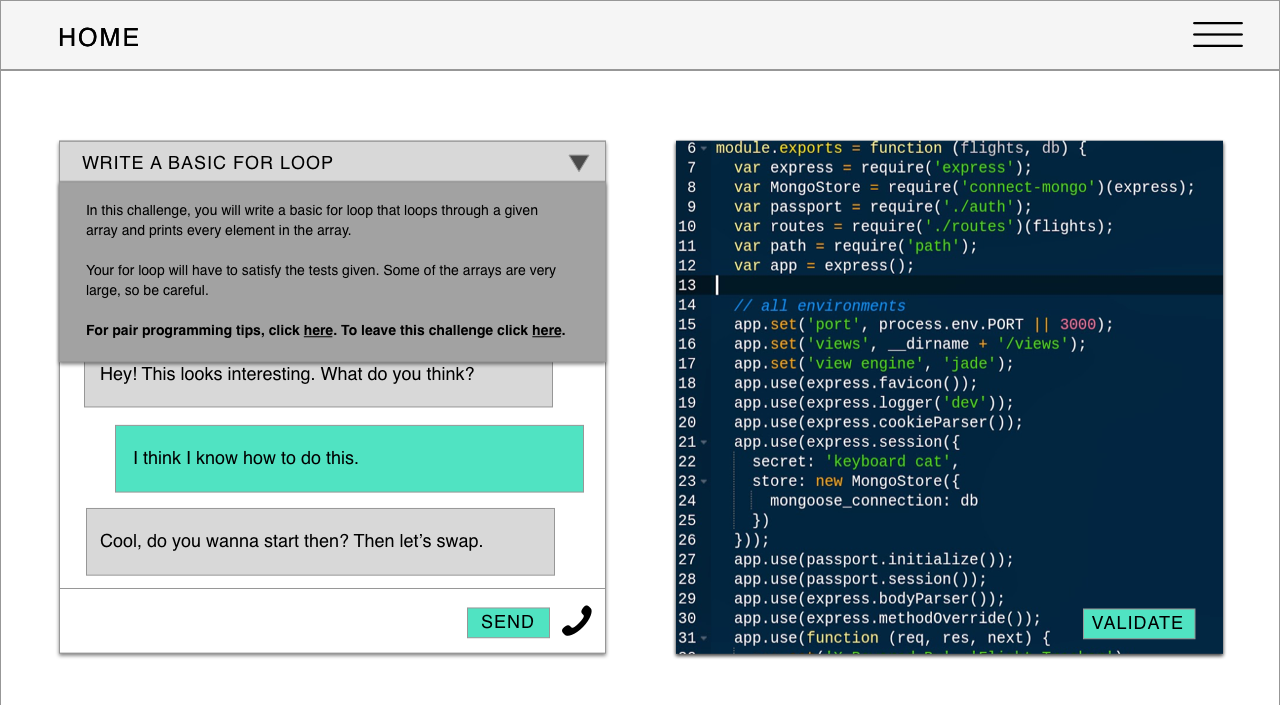 HOME
WRITE A BASIC FOR LOOP
In this challenge, you will write a basic for loop that loops through a given
array and prints every element in the array.
Your for loop will have to satisfy the tests given. Some of the arrays are very
large, so be careful.
For pair programming tips, click here. To leave this challenge click here.
Hey! This looks interesting. What do you think?
I think I know how to do this.
Cool, do you wanna start then? Then let’s swap.
SEND
6 module.exports = function (flights, db) {
7 var express = require('express');
8 var MongoStore = require('connect-mongo')(express);
9 var passport = require('./auth');
10 var routes = require('./routes')(flights);
11 var path = require('path');
12 var app = express();
13
14 // all environments
15 app.set('port', process.env.PORT || 3000);
16 app.set('views', __dirname + '/views');
17 app.set('view engine', 'jade');
18 app.use(express.favicon());
19 app.use(express.logger('dev'));
20 app.use(express.cookieParser());
21 app.use(express.session({
22 secret: 'keyboard cat',
23 store: new MongoStore({
24 mongoose_connection: db
25 })
26 }));
27 app.use(passport.initialize());
28 app.use(passport.session());
29 app.use(express.bodyParser());
30 app.use(express.methodOverride());
31 app.use(function (req, res, next) {
VALIDATE